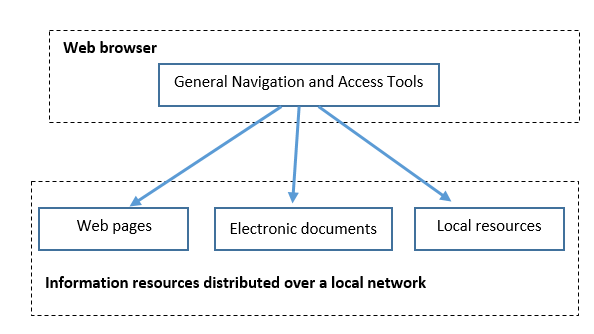 Web browser
General Navigation and Access Tools
Web pages
Electronic documents
Local resources
Information resources distributed over a local network